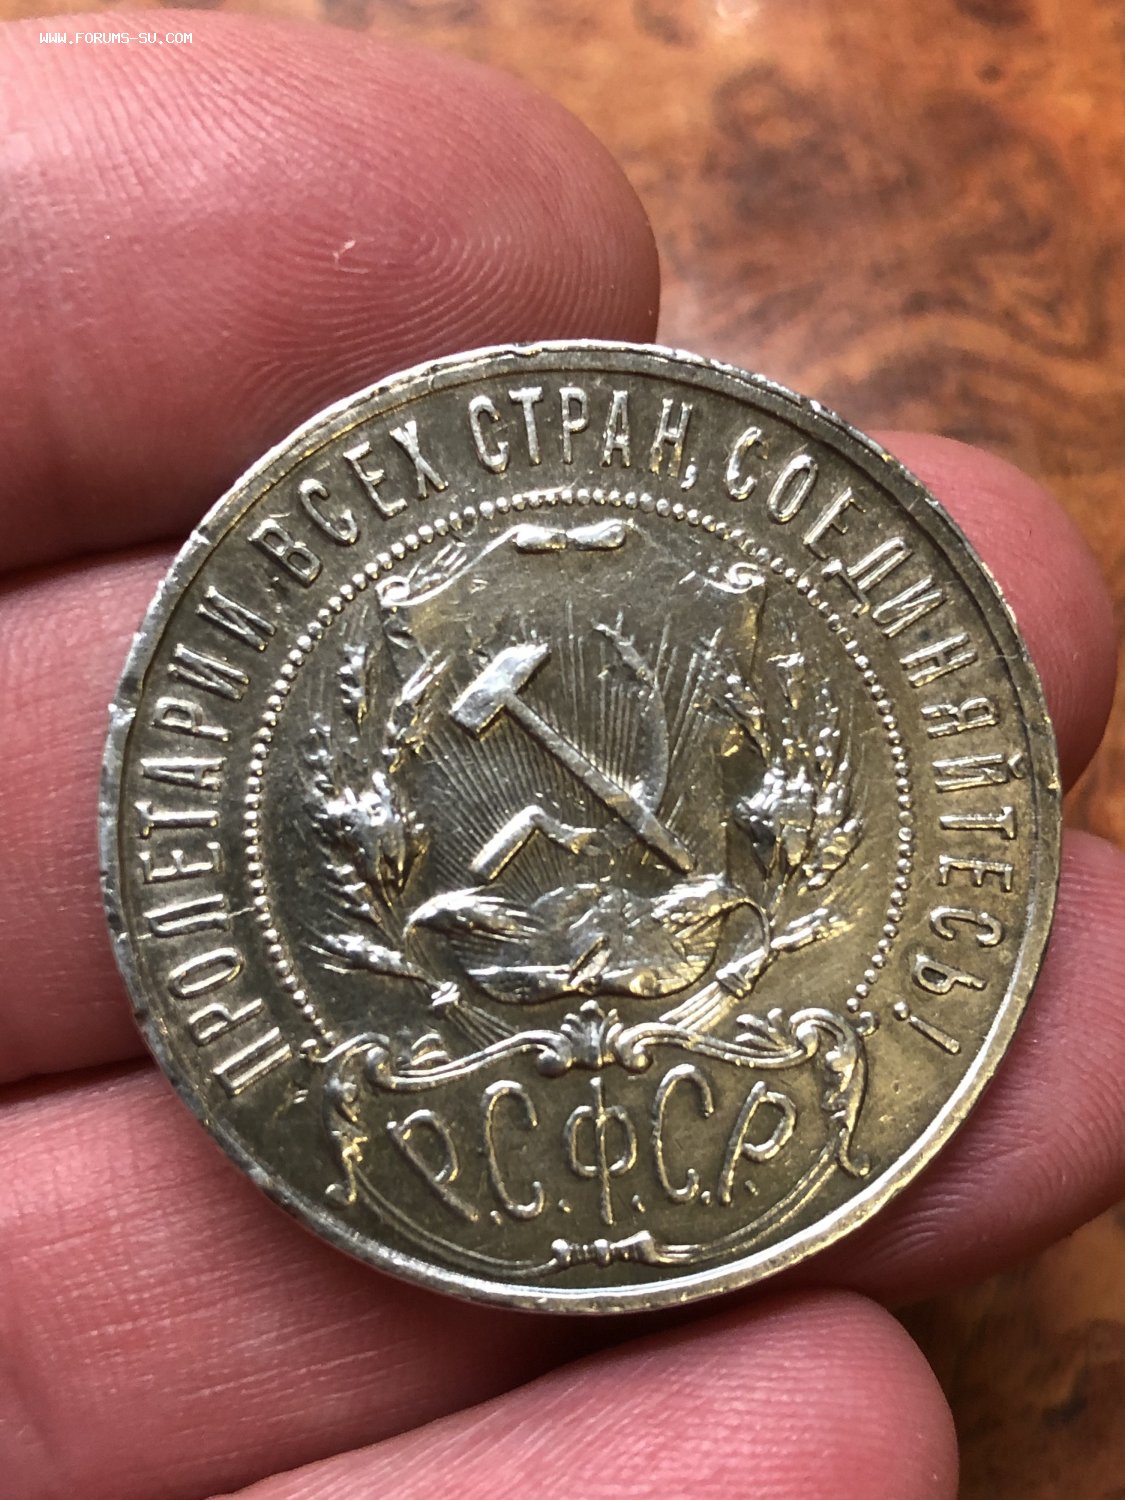 WWW.FORUMS-SU.COM
ПРОЛЕТАРИИ ВСЕХ СТРАН, СОЕДИНЯЙТЕСЬ!
Р.С.Ф.С.Р.